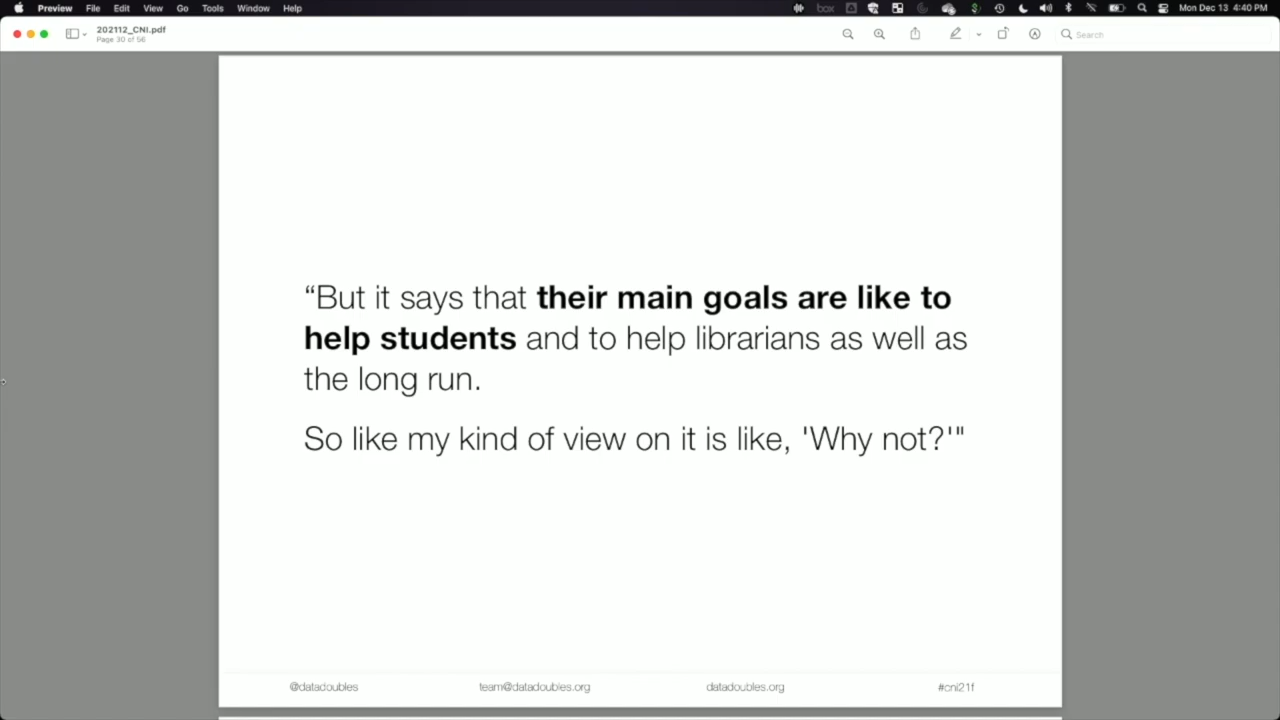 Preview File Edit View Go Tools Window Help
box
Mon Dec 13 4:40 PM
202112_CNI.pdf
Page 30 of 56
Search
“But it says that their main goals are like to
help students and to help librarians as well as
the long run.
So like my kind of view on it is like, 'Why not?'"
@datadoubles
team@datadoubles.org
datadoubles.org
#cni21f